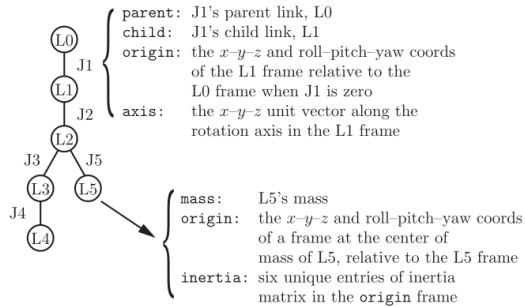 L0
J1
L1
J2
L2
J3
J5
L3
L5
J4
L4
parent: J1's parent link, L0
child: J1's child link, L1
origin: the x–y–z and roll–pitch–yaw coords
of the L1 frame relative to the
L0 frame when J1 is zero
axis: the x–y–z unit vector along the
rotation axis in the L1 frame
mass: L5's mass
origin: the x–y–z and roll–pitch–yaw coords
of a frame at the center of
mass of L5, relative to the L5 frame
inertia: six unique entries of inertia
matrix in the origin frame